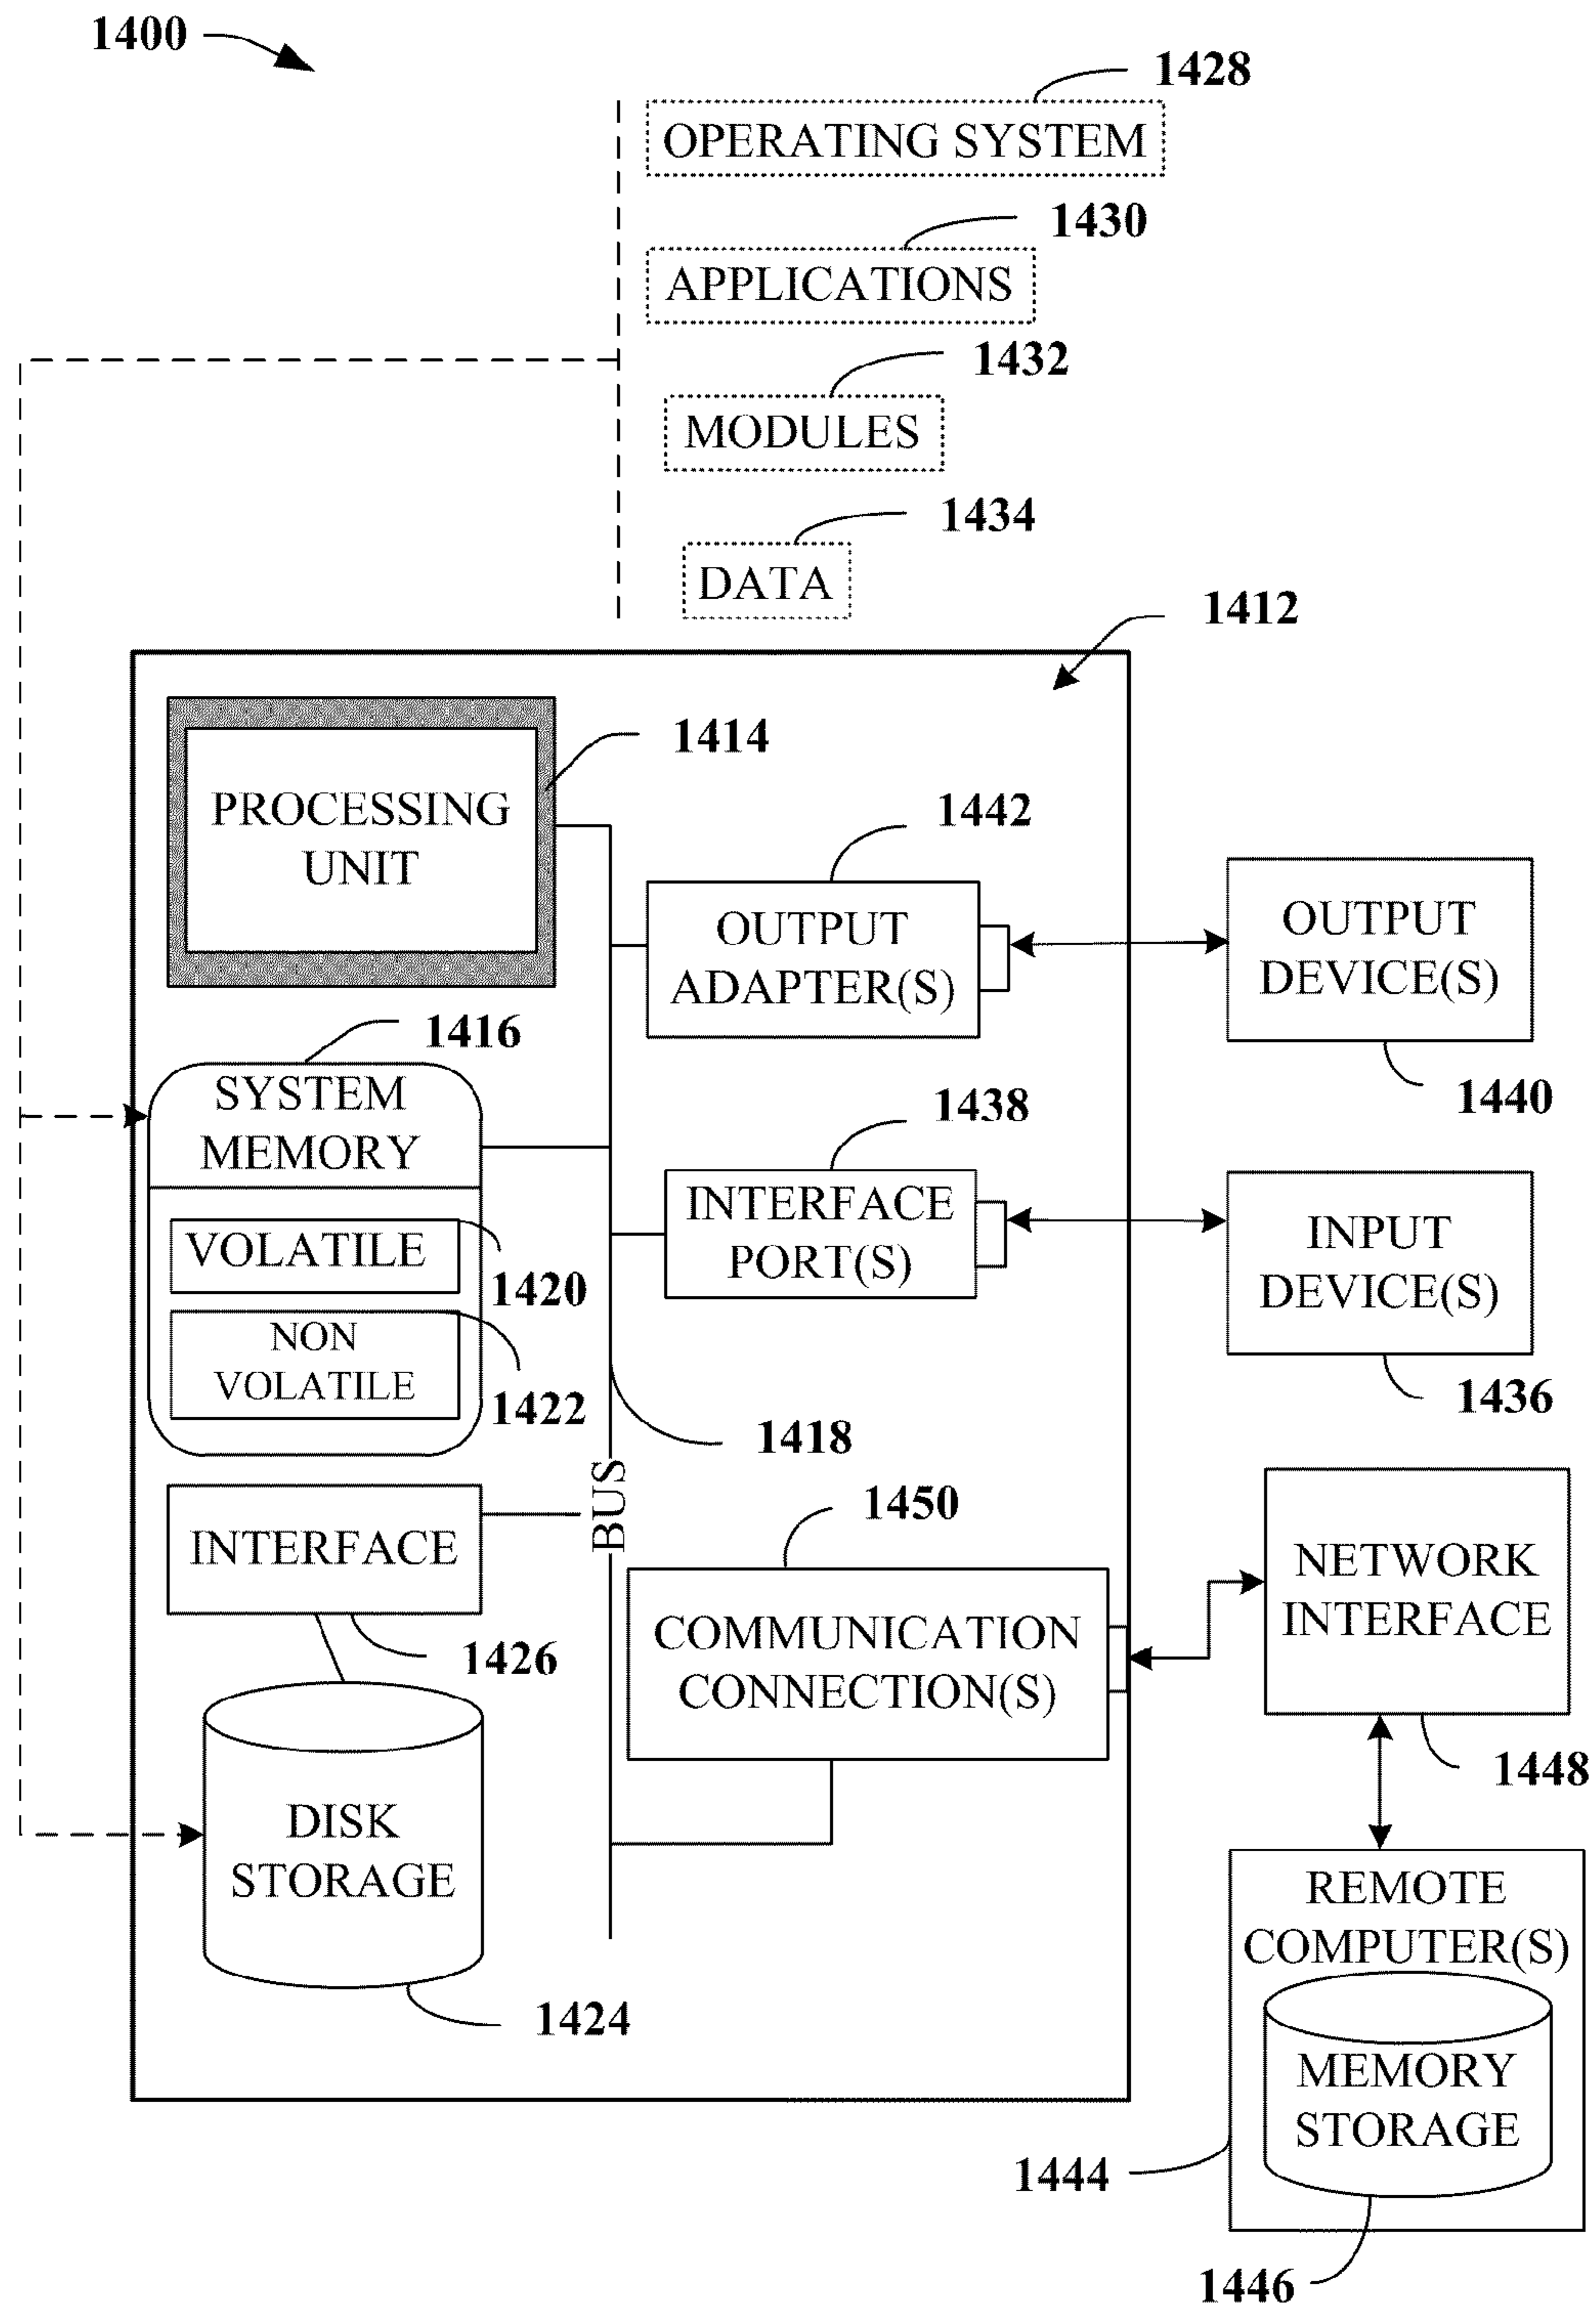 1400
1428
OPERATING SYSTEM
1430
APPLICATIONS
1432
MODULES
1434
DATA
1412
PROCESSING
UNIT
1414
1442
OUTPUT
ADAPTER(S)
OUTPUT
DEVICE(S)
1440
1416
SYSTEM
MEMORY
VOLATILE
1420
NON
VOLATILE
1422
1438
INTERFACE
PORT(S)
INPUT
DEVICE(S)
1436
1418
BUS
INTERFACE
1426
1450
COMMUNICATION
CONNECTION(S)
NETWORK
INTERFACE
1448
DISK
STORAGE
1424
REMOTE
COMPUTER(S)
MEMORY
STORAGE
1444
1446